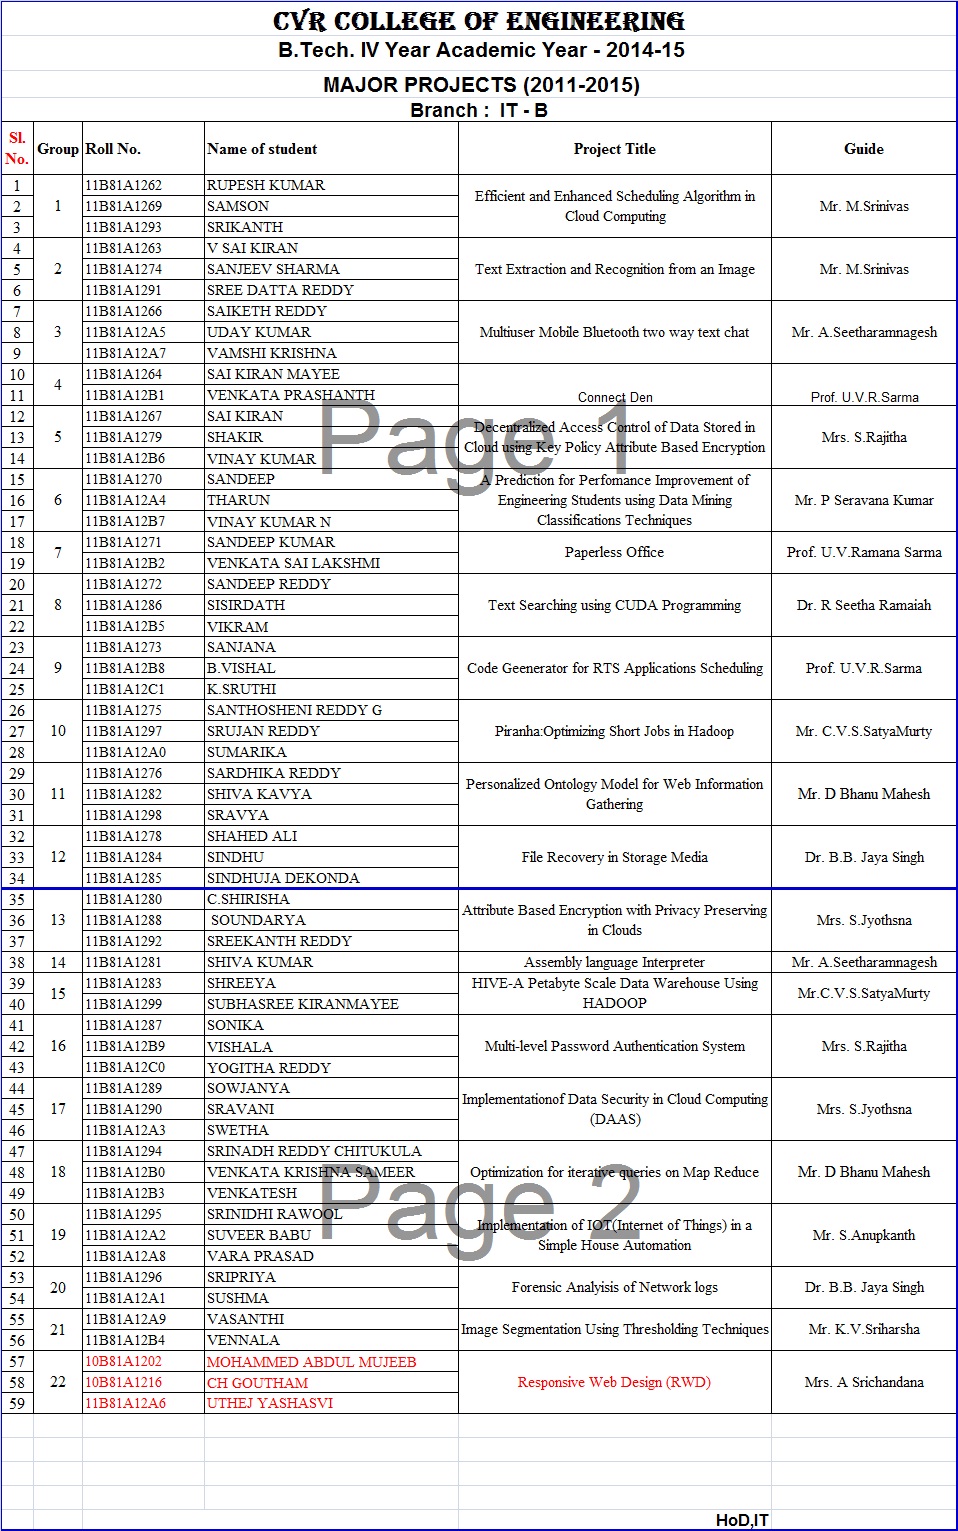 CVR COLLEGE OF ENGINEERING
B.Tech. IV Year Academic Year - 2014-15
MAJOR PROJECTS (2011-2015)
Branch :  IT - B
Sl. No. Group Roll No. Name of student Project Title Guide
1 1 11B81A1262 RUPESH KUMAR Efficient and Enhanced Scheduling Algorithm in Cloud Computing Mr. M.Srinivas
2 11B81A1269 SAMSON
3 11B81A1293 SRIKANTH
4 2 11B81A1263 V SAI KIRAN Text Extraction and Recognition from an Image Mr. M.Srinivas
5 11B81A1274 SANJEEV SHARMA
6 11B81A1291 SREE DATTA REDDY
7 3 11B81A1266 SAIKETH REDDY Multiuser Mobile Bluetooth two way text chat Mr. A.Seetharamnagesh
8 11B81A12A5 UDAY KUMAR
9 11B81A12A7 VAMSHI KRISHNA
10 4 11B81A1264 SAI KIRAN MAYEE Connect Den Prof. U.V.R.Sarma
11 11B81A12B1 VENKATA PRASHANTH
Page 1
12 5 11B81A1267 SAI KIRAN Decentralized Access Control of Data Stored in Cloud using Key Policy Attribute Based Encryption Mrs. S.Rajitha
13 11B81A1279 SHAKIR
14 11B81A12B6 VINAY KUMAR
15 6 11B81A1270 SANDEEP A Prediction for Perfomance Improvement of Engineering Students using Data Mining Classifications Techniques Mr. P Seravana Kumar
16 11B81A12A4 THARUN
17 11B81A12B7 VINAY KUMAR N
18 7 11B81A1271 SANDEEP KUMAR Paperless Office Prof. U.V.Ramana Sarma
19 11B81A12B2 VENKATA SAI LAKSHMI
20 8 11B81A1272 SANDEEP REDDY Text Searching using CUDA Programming Dr. R Seetha Ramaiah
21 11B81A1286 SISIRDATH
22 11B81A12B5 VIKRAM
23 9 11B81A1273 SANJANA Code Geenerator for RTS Applications Scheduling Prof. U.V.R.Sarma
24 11B81A12B8 B.VISHAL
25 11B81A12C1 K.SRUTHI
26 10 11B81A1275 SANTHOSHENI REDDY G Piranha:Optimizing Short Jobs in Hadoop Mr. C.V.S.SatyaMurty
27 11B81A1297 SRUJAN REDDY
28 11B81A12A0 SUMARIKA
29 11 11B81A1276 SARDHIKA REDDY Personalized Ontology Model for Web Information Gathering Mr. D Bhanu Mahesh
30 11B81A1282 SHIVA KAVYA
31 11B81A1298 SRAVYA
32 12 11B81A1278 SHAHED ALI File Recovery in Storage Media Dr. B.B. Jaya Singh
33 11B81A1284 SINDHU
34 11B81A1285 SINDHUJA DEKONDA
35 13 11B81A1280 C.SHIRISHA Attribute Based Encryption with Privacy Preserving in Clouds Mrs. S.Jyothsna
36 11B81A1288 SOUNDARYA
37 11B81A1292 SREEKANTH REDDY
38 14 11B81A1281 SHIVA KUMAR Assembly language Interpreter Mr. A.Seetharamnagesh
39 15 11B81A1283 SHREEYA HIVE-A Petabyte Scale Data Warehouse Using HADOOP Mr.C.V.S.SatyaMurty
40 11B81A1299 SUBHASREE KIRANMAYEE
41 16 11B81A1287 SONIKA Multi-level Password Authentication System Mrs. S.Rajitha
42 11B81A12B9 VISHALA
43 11B81A12C0 YOGITHA REDDY
44 17 11B81A1289 SOWJANYA Implementationof Data Security in Cloud Computing (DAAS) Mrs. S.Jyothsna
45 11B81A1290 SRAVANI
46 11B81A12A3 SWETHA
47 18 11B81A1294 SRINADH REDDY CHITUKULA Optimization for iterative queries on Map Reduce Mr. D Bhanu Mahesh
48 11B81A12B0 VENKATA KRISHNA SAMEER
49 11B81A12B3 VENKATESH
Page 2
50 19 11B81A1295 SRINIDHI RAWOOL Implementation of IOT(Internet of Things) in a Simple House Automation Mr. S.Anupkanth
51 11B81A12A2 SUVEER BABU
52 11B81A12A8 VARA PRASAD
53 20 11B81A1296 SRIPRIYA Forensic Analyisis of Network logs Dr. B.B. Jaya Singh
54 11B81A12A1 SUSHMA
55 21 11B81A12A9 VASANTHI Image Segmentation Using Thresholding Techniques Mr. K.V.Sriharsha
56 11B81A12B4 VENNALA
57 22 10B81A1202 MOHAMMED ABDUL MUJEEB Responsive Web Design (RWD) Mrs. A Srichandana
58 10B81A1216 CH GOUTHAM
59 11B81A12A6 UTHEJ YASHASVI
HoD,IT